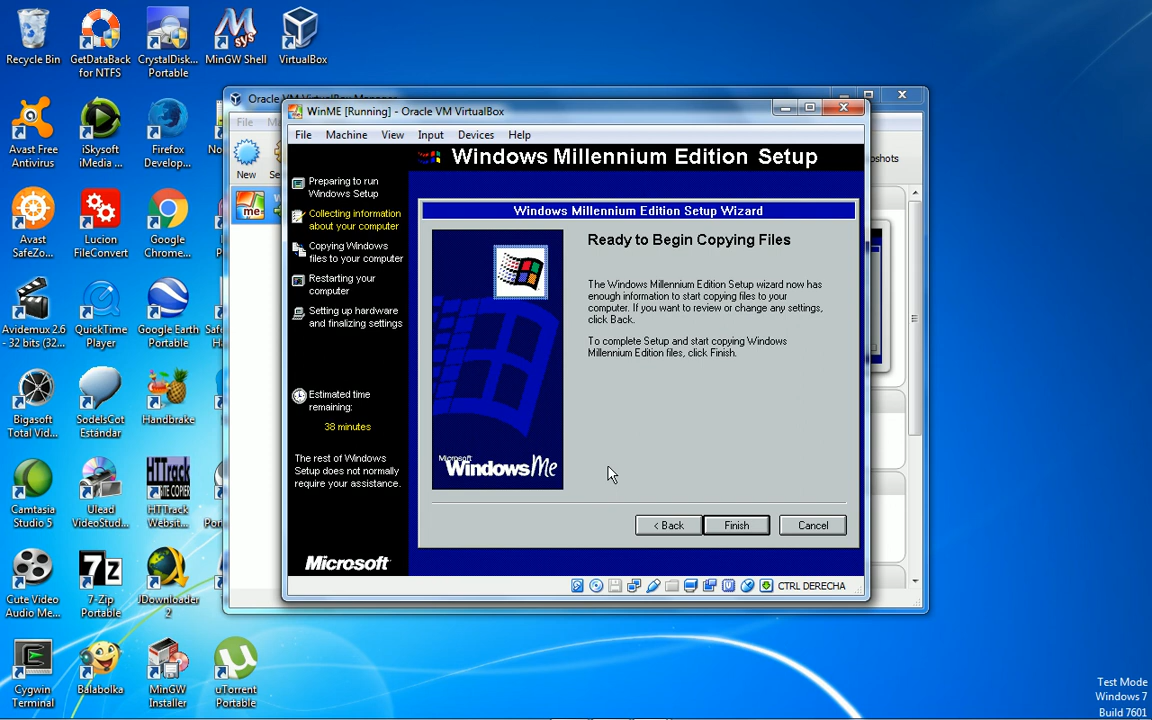 Recycle Bin
GetDataBack
for NTFS
CrystalDisk...
Portable
MinGW Shell
VirtualBox
Avast Free
Antivirus
iSkysoft
iMedia ...
Firefox
Develop...
Avast
SafeZo...
Lucion
FileConvert
Google
Chrome...
Avidemux 2.6
- 32 bits (32...
QuickTime
Player
Google Earth
Portable
Bigasoft
Total Vid...
SodelsCot
Estándar
Handbrake
Camtasia
Studio 5
Ulead
VideoStud...
HTTrack
SITE COPIER
HTTrack
Websit...
Cute Video
Audio Me...
7-Zip
Portable
JDownloader
2
Cygwin
Terminal
Balabolka
MinGW
Installer
uTorrent
Portable
Oracle VM VirtualBox Manager
File
New
WinME [Running] - Oracle VM VirtualBox
File Machine View Input Devices Help
Windows Millennium Edition Setup
Preparing to run
Windows Setup
Collecting information
about your computer
Copying Windows
files to your computer
Restarting your
computer
Setting up hardware
and finalizing settings
Estimated time
remaining:
38 minutes
The rest of Windows
Setup does not normally
require your assistance.
Microsoft
Windows Millennium Edition Setup Wizard
Microsoft
Windows Me
Ready to Begin Copying Files
The Windows Millennium Edition Setup wizard now has
enough information to start copying files to your
computer. If you want to review or change any settings,
click Back.
To complete Setup and start copying Windows
Millennium Edition files, click Finish.
< Back
Finish
Cancel
CTRL DERECHA
Test Mode
Windows 7
Build 7601